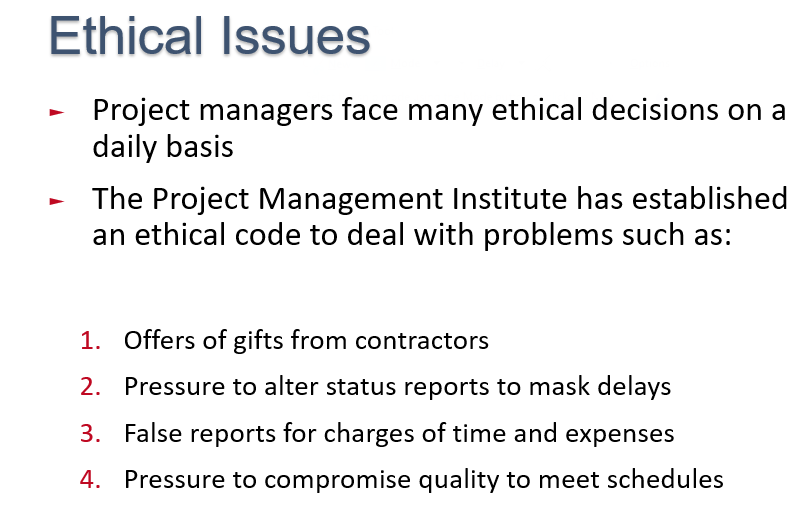 Ethical Issues
► Project managers face many ethical decisions on a
daily basis
► The Project Management Institute has established
an ethical code to deal with problems such as:
1. Offers of gifts from contractors
2. Pressure to alter status reports to mask delays
3. False reports for charges of time and expenses
4. Pressure to compromise quality to meet schedules